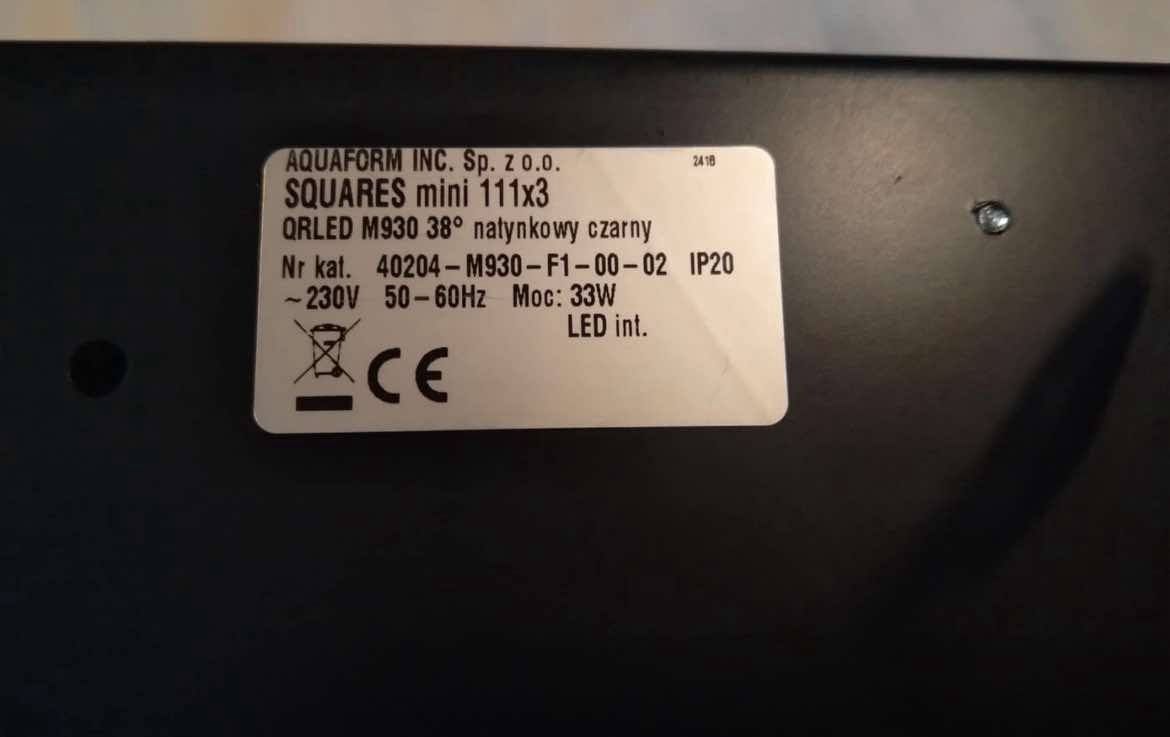 AQUAFORM INC. Sp. z o.o. 2418
SQUARES mini 111x3
QRLED M930 38° natynkowy czarny
Nr kat. 40204-M930-F1-00-02 IP20
~230V 50-60Hz Moc: 33W
LED int.
CE